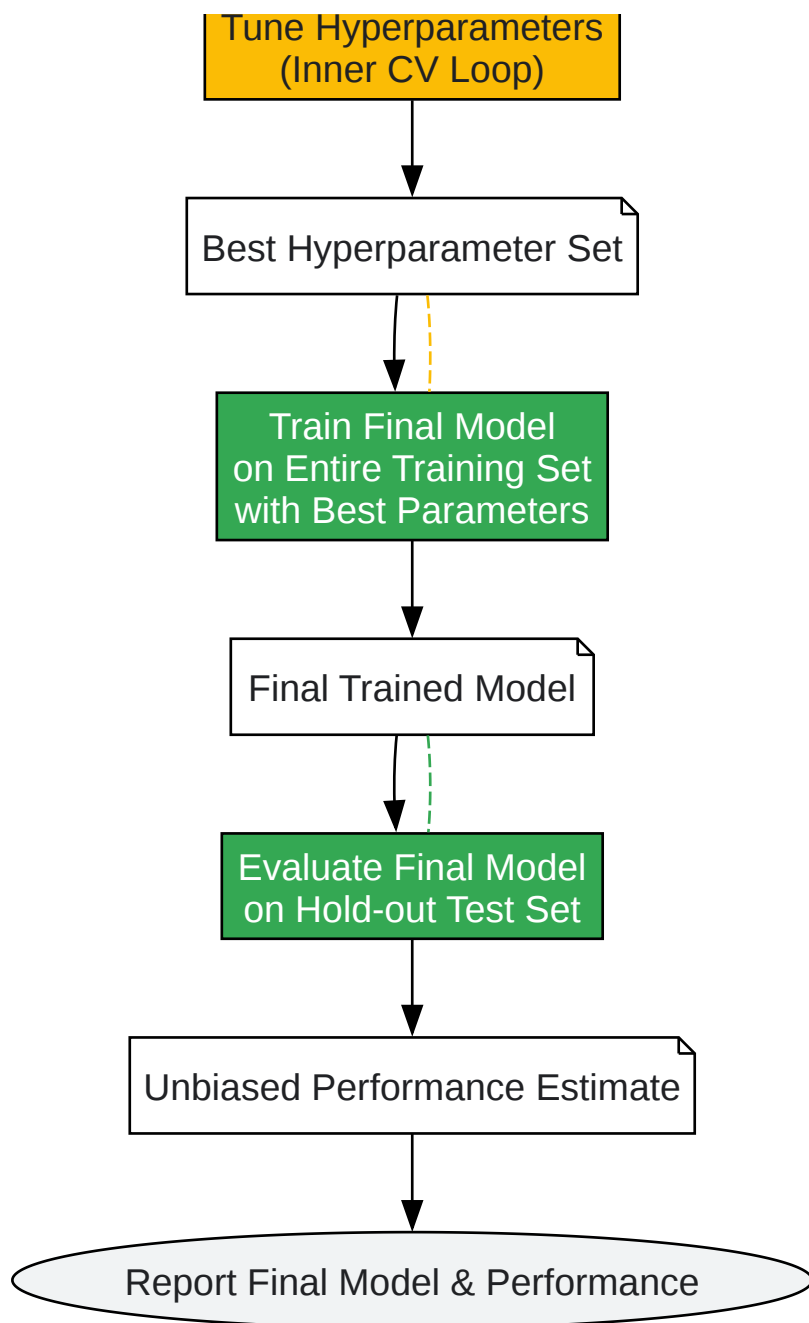 Tune Hyperparameters
(Inner CV Loop)
Best Hyperparameter Set
Train Final Model
on Entire Training Set
with Best Parameters
Final Trained Model
Evaluate Final Model
on Hold-out Test Set
Unbiased Performance Estimate
Report Final Model & Performance